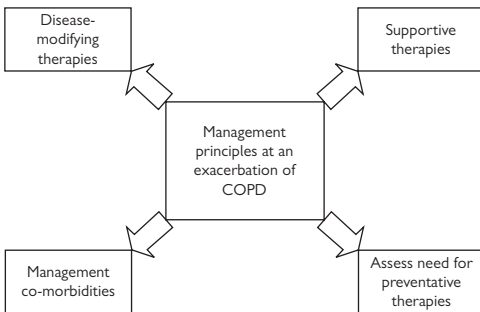 Disease-
modifying
therapies
Supportive
therapies
Management
principles at an
exacerbation of
COPD
Management
co-morbidities
Assess need for
preventative
therapies